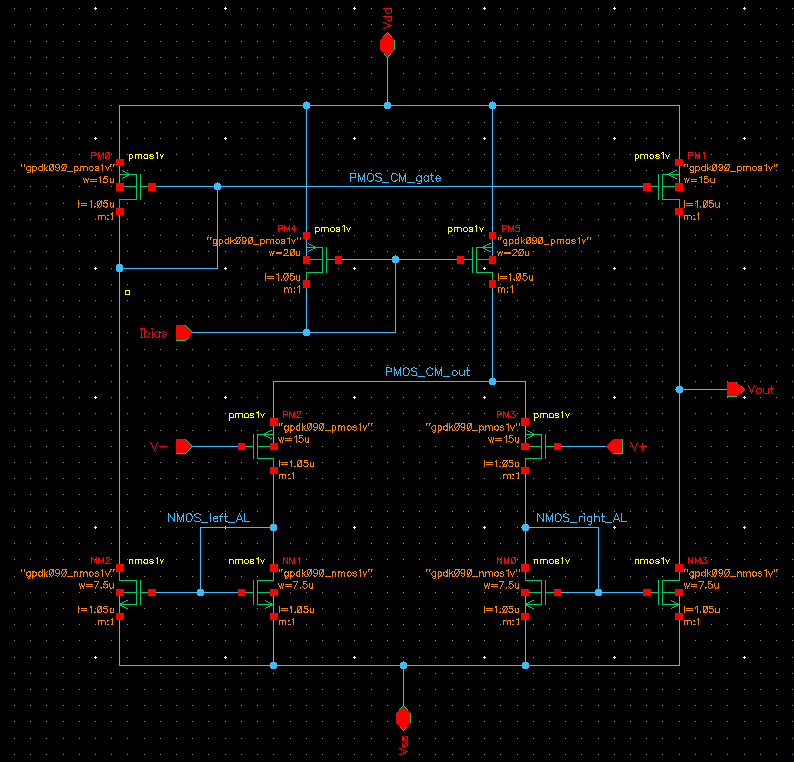 Vdd
PM0 pmos1v
"gpdk090_pmos1v"
w=15u
l=1.05u
m:1
PMOS_CM_gate
pmos1v PM1
"gpdk090_pmos1v"
w=15u
l=1.05u
m:1
PM4 pmos1v
"gpdk090_pmos1v"
w=20u
l=1.05u
m:1
pmos1v PM5
"gpdk090_pmos1v"
w=20u
l=1.05u
m:1
Ibias
PMOS_CM_out
Vout
pmos1v PM2
"gpdk090_pmos1v"
w=15u
l=1.05u
m:1
V-
PM3 pmos1v
"gpdk090_pmos1v"
w=15u
l=1.05u
m:1
V+
NMOS_left_AL
NMOS_right_AL
NM2 nmos1v
"gpdk090_nmos1v"
w=7.5u
l=1.05u
m:1
nmos1v NM1
"gpdk090_nmos1v"
w=7.5u
l=1.05u
m:1
NM0 nmos1v
"gpdk090_nmos1v"
w=7.5u
l=1.05u
m:1
nmos1v NM3
"gpdk090_nmos1v"
w=7.5u
l=1.05u
m:1
Vss